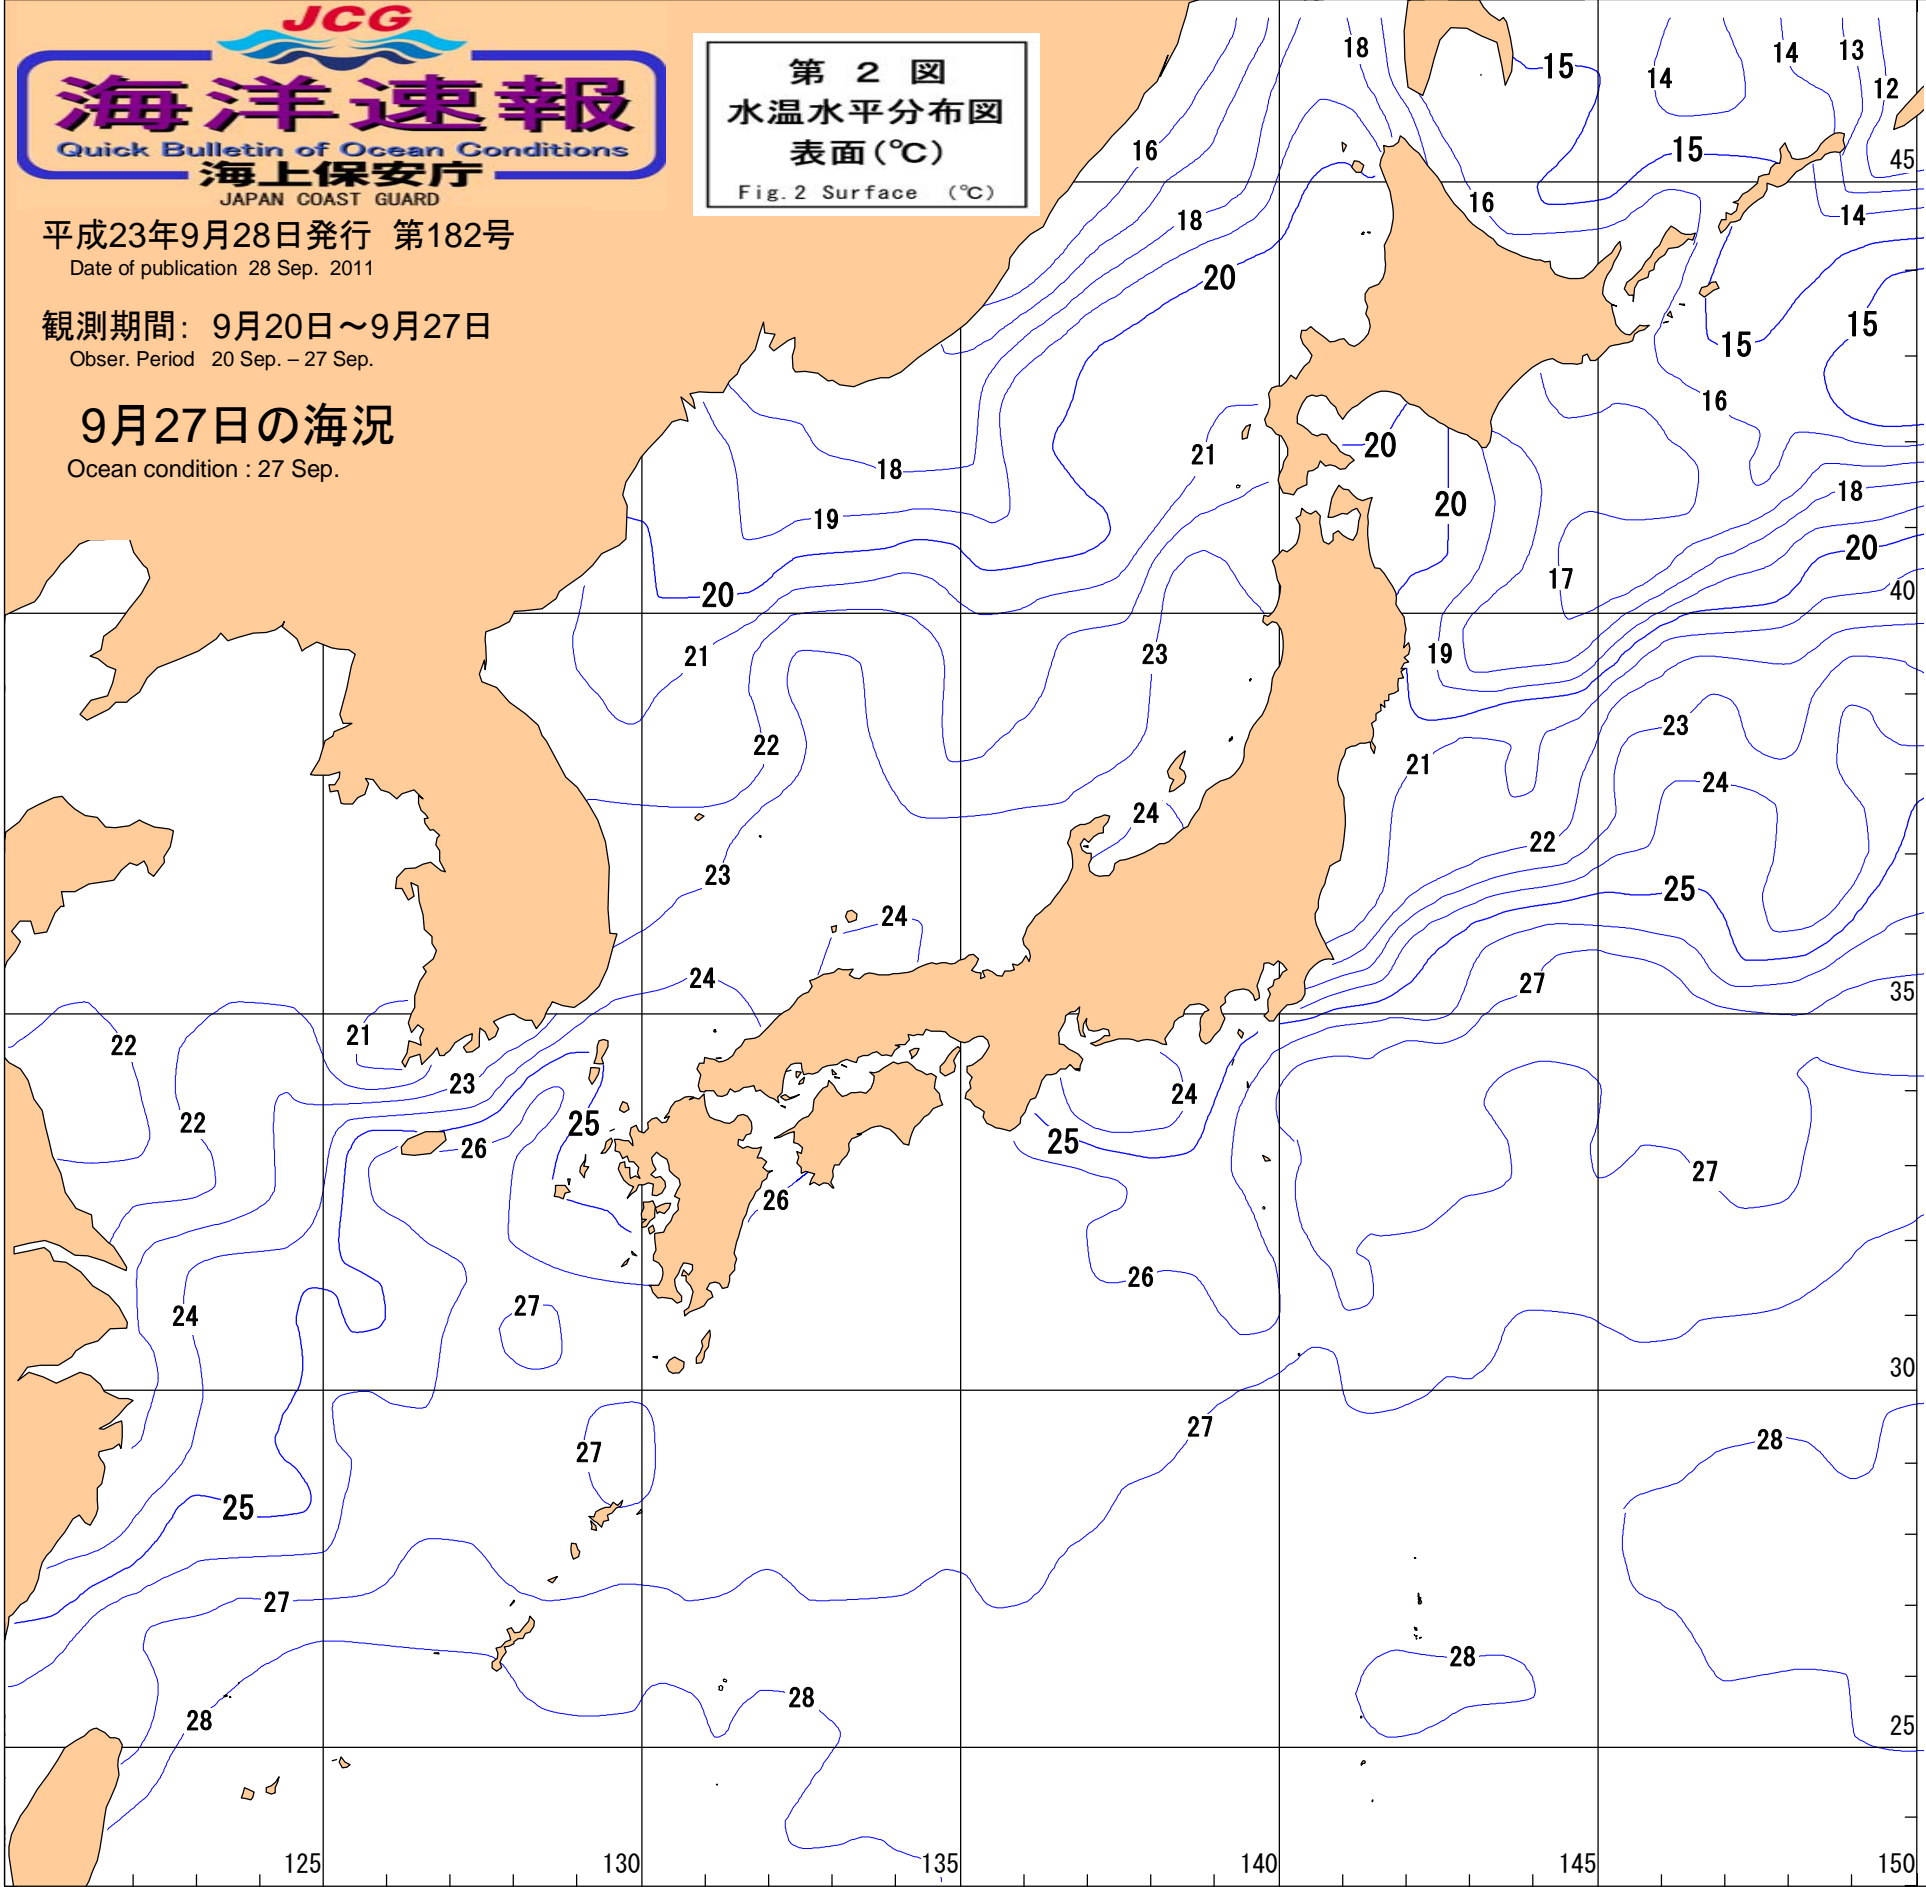 JCG
海洋速報
Quick Bulletin of Ocean Conditions
海上保安庁
JAPAN COAST GUARD
平成23年9月28日発行 第182号
Date of publication 28 Sep. 2011
観測期間： 9月20日～9月27日
Obser. Period 20 Sep. – 27 Sep.
9月27日の海況
Ocean condition : 27 Sep.
第 2 図
水温水平分布図
表面(℃)
Fig.2 Surface (℃)
18 15 14 14 13 12
16 15 45
18 16 14
20 15 15
16
21 20
18 19 20 18
20 17 20 40
21 23 19
22 21 23
24 24
23 22
24 25
24 27 35
22 21
23 24
22 25 26 25 27
26
24 27 26
30
27 27 28
25
27
28 28 28 25
125 130 135 140 145 150